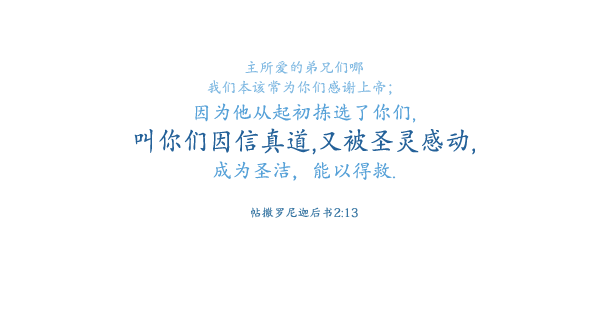 主所爱的弟兄们哪
我们本该常为你们感谢上帝；
因为他从起初拣选了你们,
叫你们因信真道,又被圣灵感动,
成为圣洁，能以得救.
帖撒罗尼迦后书2:13